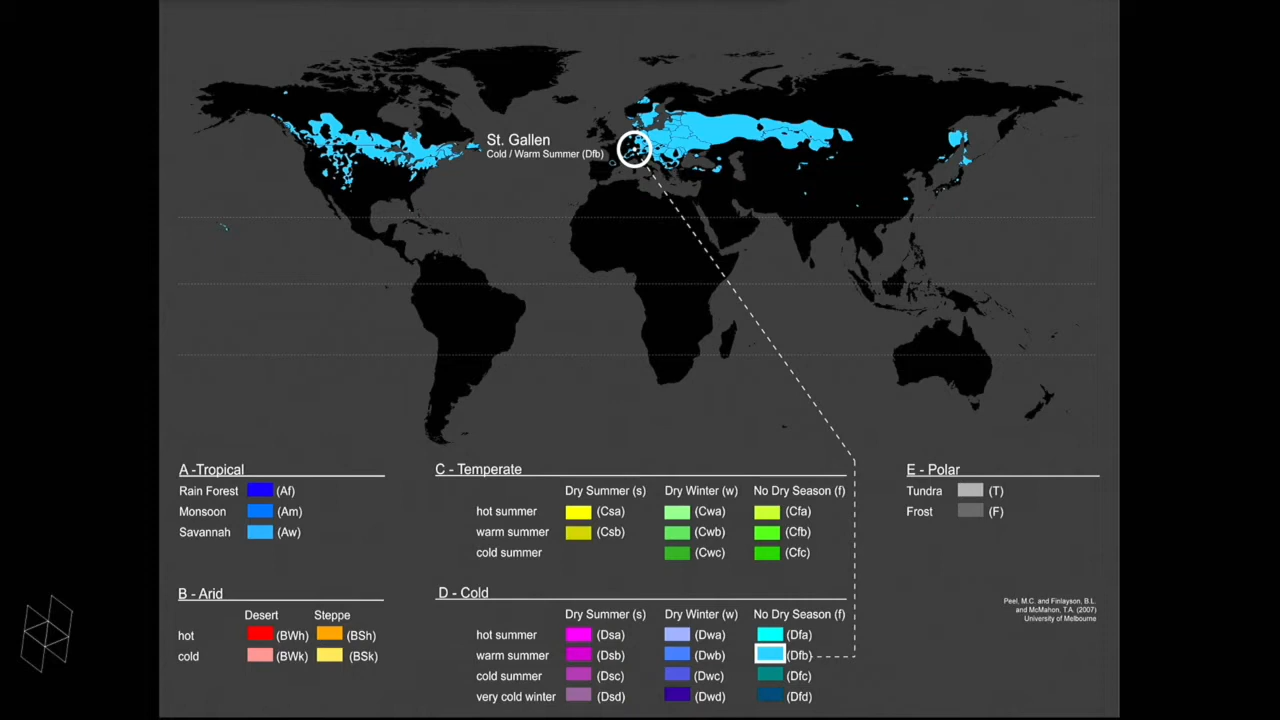 St. Gallen
Cold / Warm Summer (Dfb)
A -Tropical
Rain Forest (Af)
Monsoon (Am)
Savannah (Aw)
B - Arid
Desert Steppe
hot (BWh) (BSh)
cold (BWk) (BSk)
C - Temperate
Dry Summer (s) Dry Winter (w) No Dry Season (f)
hot summer (Csa) (Cwa) (Cfa)
warm summer (Csb) (Cwb) (Cfb)
cold summer (Cwc) (Cfc)
D - Cold
Dry Summer (s) Dry Winter (w) No Dry Season (f)
hot summer (Dsa) (Dwa) (Dfa)
warm summer (Dsb) (Dwb) (Dfb)
cold summer (Dsc) (Dwc) (Dfc)
very cold winter (Dsd) (Dwd) (Dfd)
E - Polar
Tundra (T)
Frost (F)
Peel, M.C. and Finlayson, B.L.
and McMahon, T.A. (2007)
University of Melbourne